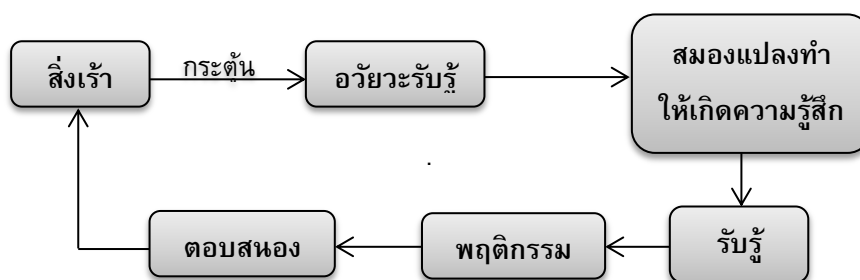 สิ่งเร้า
กระตุ้น
อวัยวะรับรู้
สมองแปลงทำ
ให้เกิดความรู้สึก
รับรู้
พฤติกรรม
ตอบสนอง